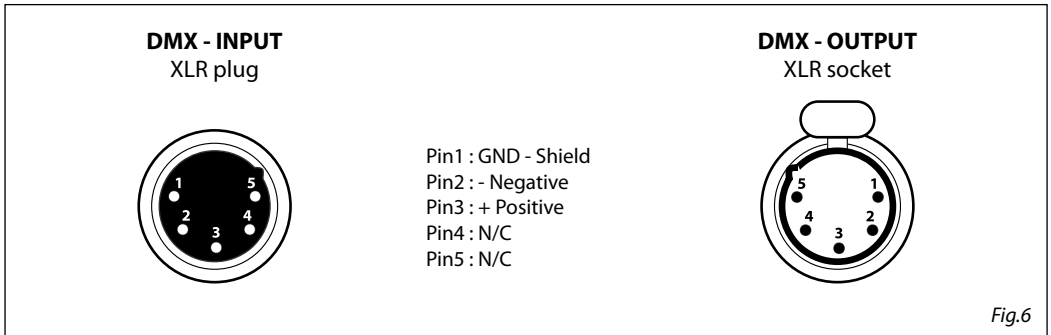 DMX - INPUT
XLR plug
1
5
2
4
3
Pin1 : GND - Shield
Pin2 : - Negative
Pin3 : + Positive
Pin4 : N/C
Pin5 : N/C
DMX - OUTPUT
XLR socket
5
1
4
2
3
Fig.6